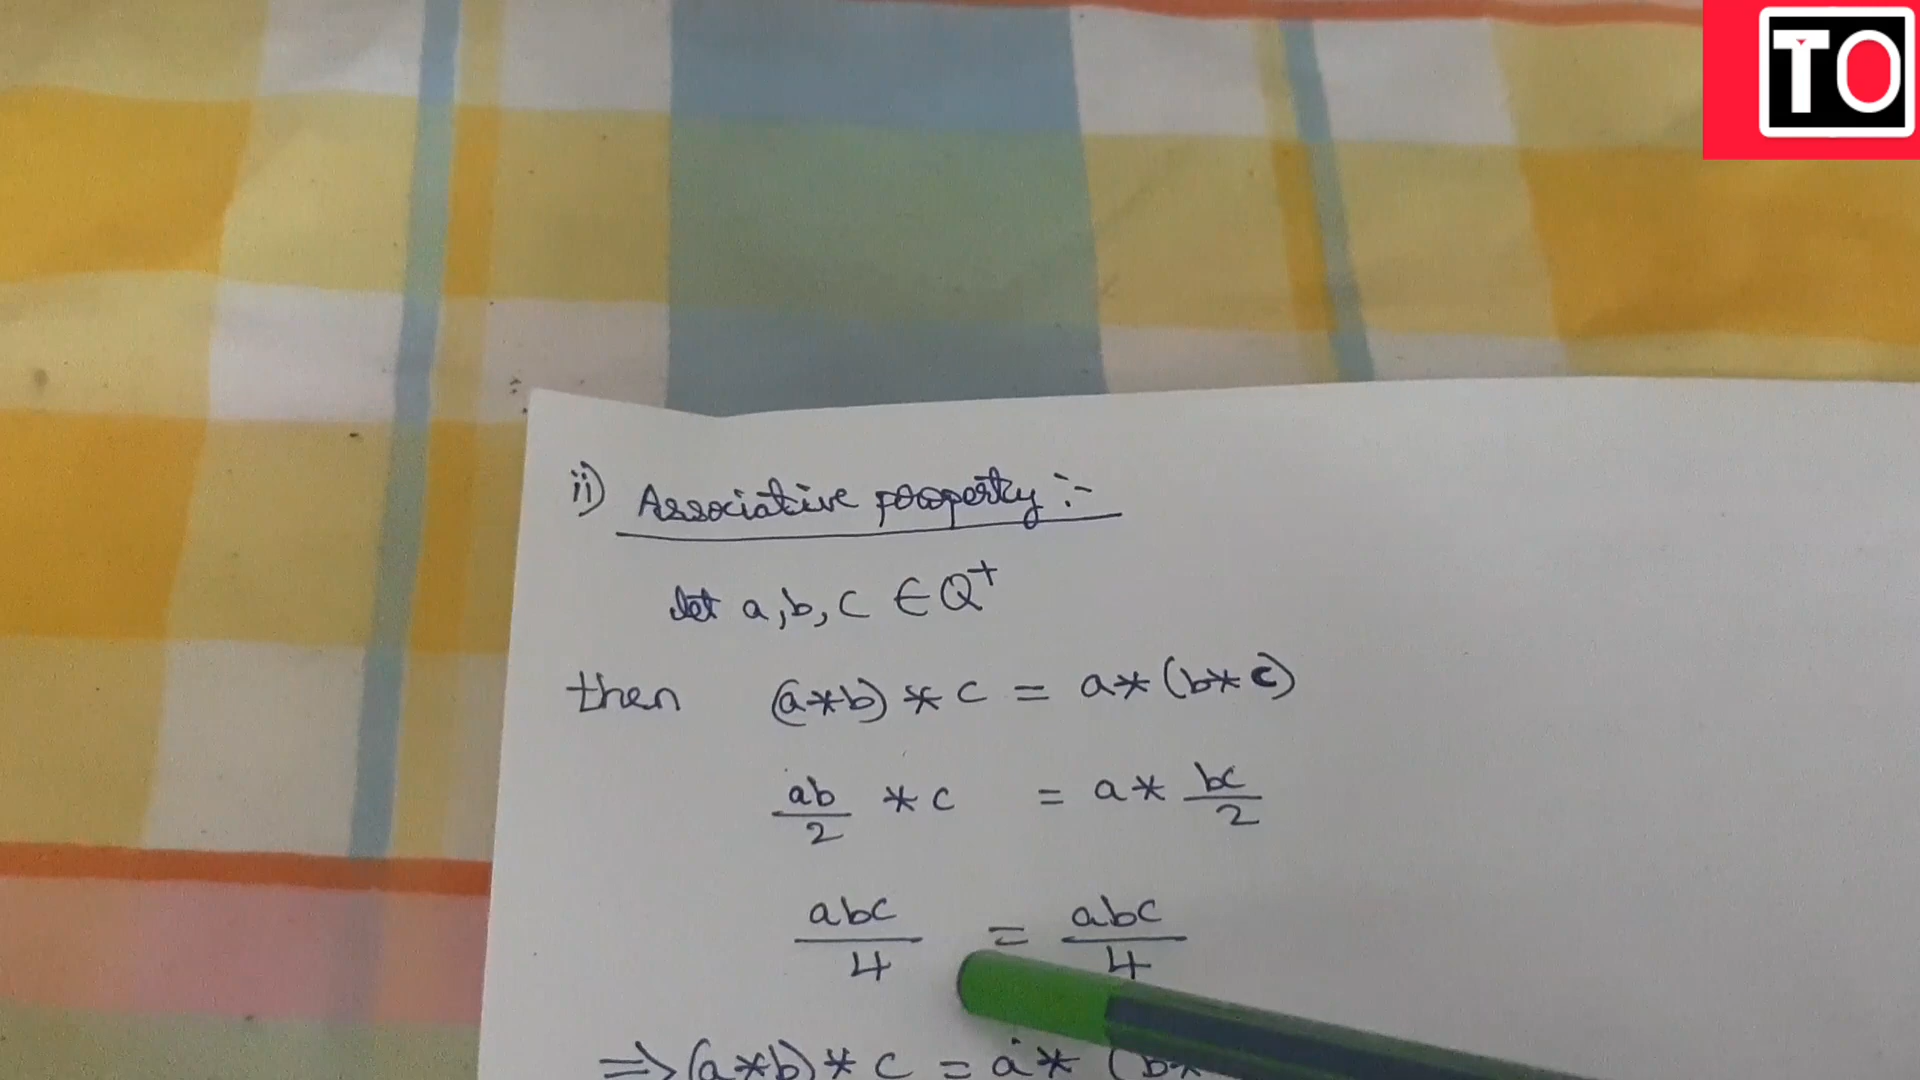 TO
ii) Associative property :-
let a, b, c ∈ Q⁺
then (a*b) * c = a* (b* c)
ab/2 * c = a* bc/2
abc/4 = abc/4
⇒ (a*b) * c = a* (b*